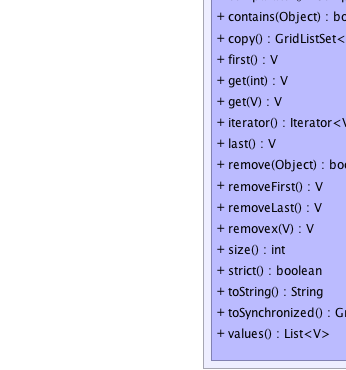 + contains(Object) : bo
+ copy() : GridListSet<
+ first() : V
+ get(int) : V
+ get(V) : V
+ iterator() : Iterator<V
+ last() : V
+ remove(Object) : boo
+ removeFirst() : V
+ removeLast() : V
+ removex(V) : V
+ size() : int
+ strict() : boolean
+ toString() : String
+ toSynchronized() : Gr
+ values() : List<V>